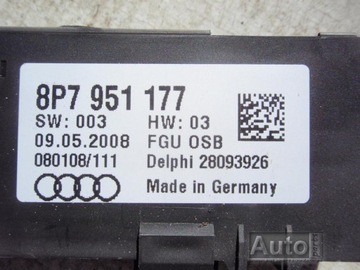 8P7 951 177
SW: 003 HW: 03
09.05.2008 FGU OSB
080108/111 Delphi 28093926
Made in Germany
Auto